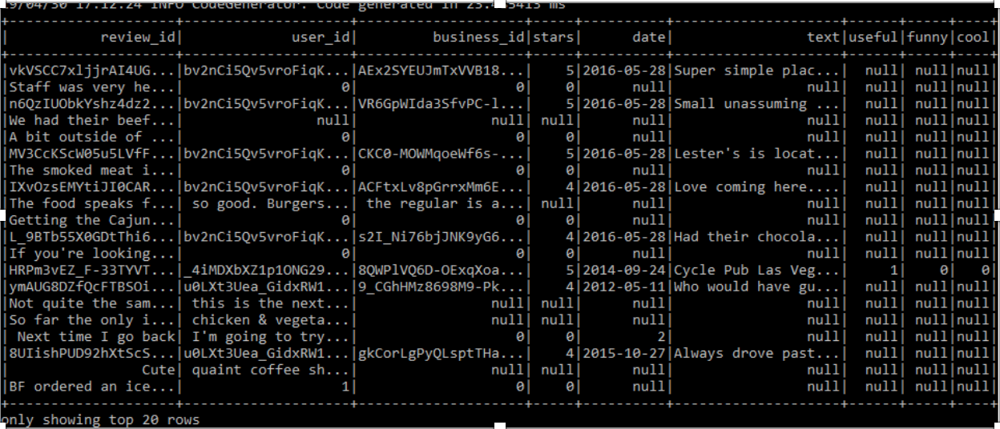 9/04/30 17:12:24 INFO CodeGenerator: Code generated in ms
+--------------------+--------------------+--------------------+-----+----------+--------------------+------+-----+----+
| review_id| user_id| business_id|stars| date| text|useful|funny|cool|
+--------------------+--------------------+--------------------+-----+----------+--------------------+------+-----+----+
|vkVSCC7xljjrAI4UG...|bv2nCi5Qv5vroFiqK...|AEx2SYEUJmTxVVB18...| 5|2016-05-28|Super simple plac...| null| null|null|
|Staff was very he...| 0| 0| 0| null| null| null| null|null|
|n6QzIUObkYshz4dz2...|bv2nCi5Qv5vroFiqK...|VR6GpWIda3SfvPC-l...| 5|2016-05-28|Small unassuming ...| null| null|null|
|We had their beef...| null| null| null| null| null| null| null|null|
|A bit outside of ...| 0| 0| 0| null| null| null| null|null|
|MV3CcKScW05u5LVfF...|bv2nCi5Qv5vroFiqK...|CKC0-MOWMqoeWf6s-...| 5|2016-05-28|Lester's is locat...| null| null|null|
|The smoked meat i...| 0| 0| 0| null| null| null| null|null|
|IXvOzsEMYtiJI0CAR...|bv2nCi5Qv5vroFiqK...|ACFtxLv8pGrrxMm6E...| 4|2016-05-28|Love coming here....| null| null|null|
|The food speaks f...| so good. Burgers...| the regular is a...| null| null| null| null| null|null|
|Getting the Cajun...| 0| 0| 0| null| null| null| null|null|
|L_9BTb55X0GDtThi6...|bv2nCi5Qv5vroFiqK...|s2I_Ni76bjJNK9yG6...| 4|2016-05-28|Had their chocola...| null| null|null|
|If you're looking...| 0| 0| 0| null| null| null| null|null|
|HRPm3vEZ_F-33TYVT...|_4iMDXbXZ1p1ONG29...|8QWPlVQ6D-OExqXoa...| 5|2014-09-24|Cycle Pub Las Veg...| 1| 0| 0|
|ymAUG8DZfQcFTBSOi...|u0LXt3Uea_GidxRW1...|9_CGhHMz8698M9-Pk...| 4|2012-05-11|Who would have gu...| null| null|null|
|Not quite the sam...| this is the next...| null| null| null| null| null| null|null|
|So far the only i...| chicken & vegeta...| null| null| null| null| null| null|null|
| Next time I go back| I'm going to try...| 0| 0| 2| null| null| null|null|
|8UIishPUD92hXtScS...|u0LXt3Uea_GidxRW1...|gkCorLgPyQLsptTHa...| 4|2015-10-27|Always drove past...| null| null|null|
| Cute| quaint coffee sh...| null| null| null| null| null| null|null|
|BF ordered an ice...| 1| 0| 0| null| null| null| null|null|
+--------------------+--------------------+--------------------+-----+----------+--------------------+------+-----+----+
only showing top 20 rows